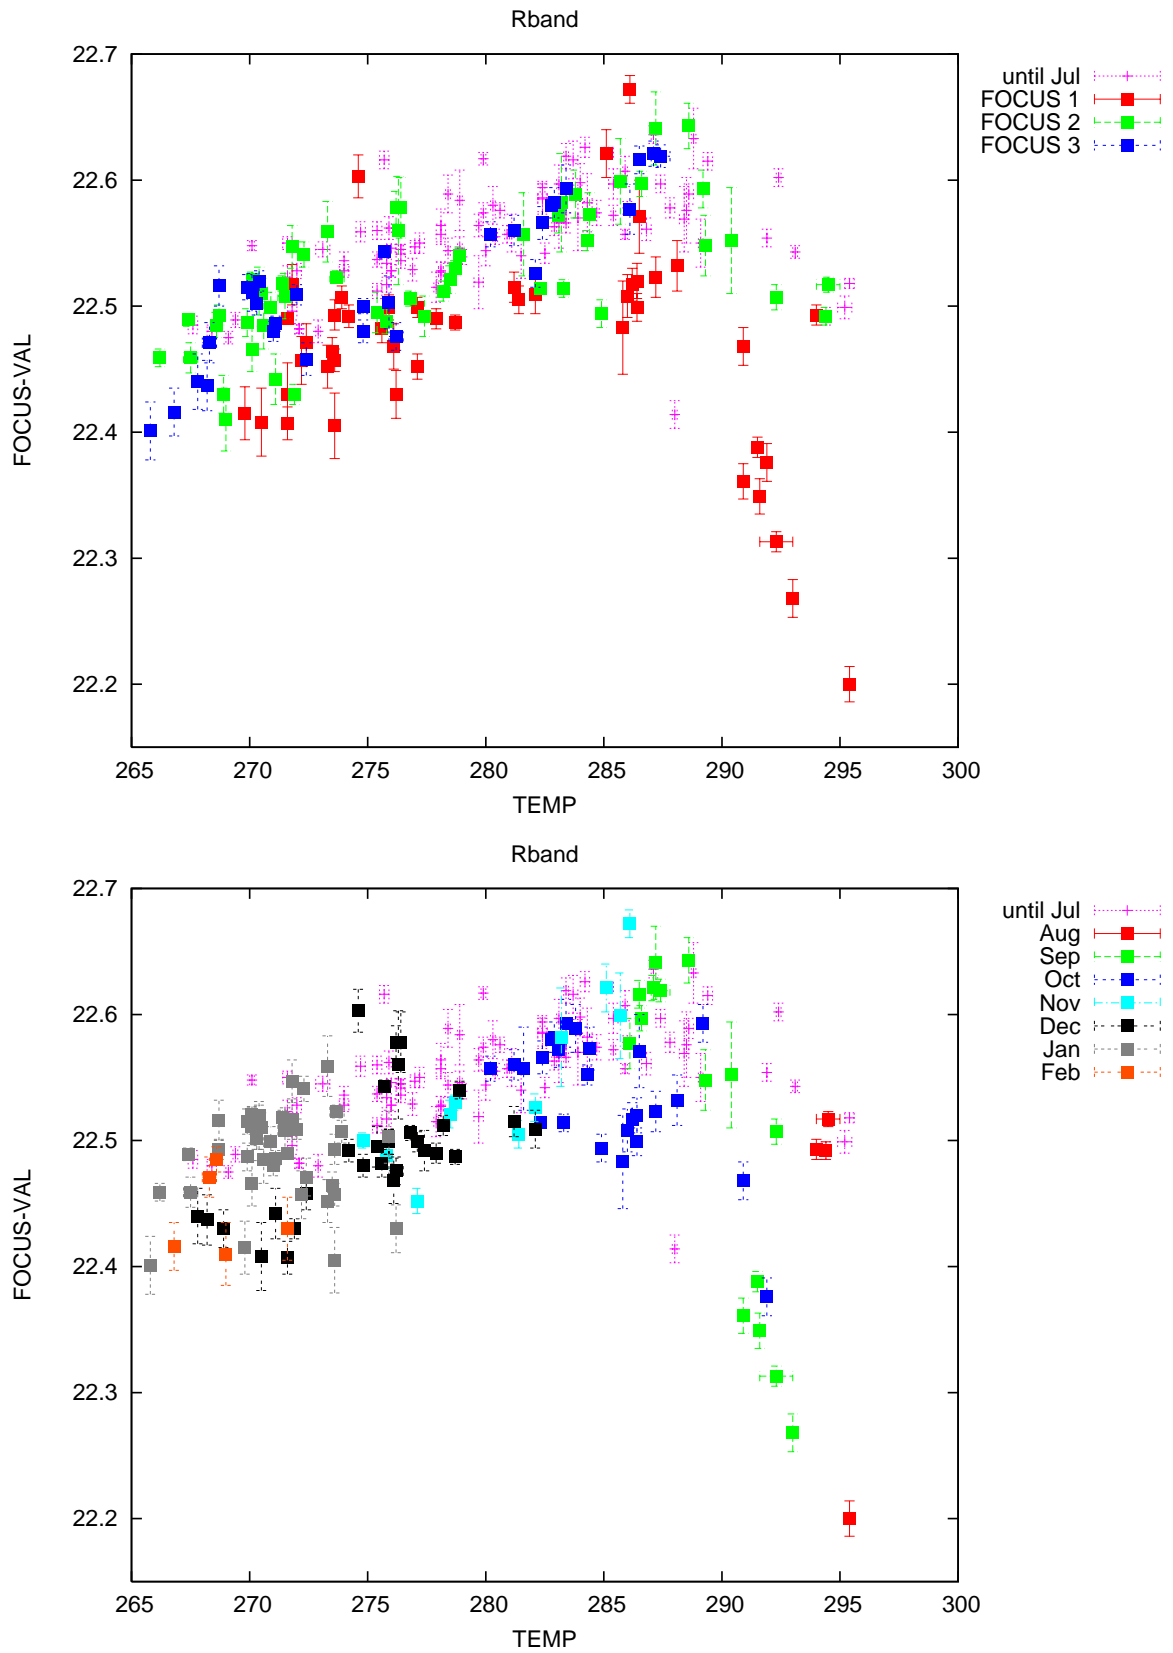 Rband
22.7
22.6
22.5
22.4
22.3
22.2
FOCUS-VAL
265 270 275 280 285 290 295 300
TEMP
until Jul
FOCUS 1
FOCUS 2
FOCUS 3
Rband
22.7
22.6
22.5
22.4
22.3
22.2
FOCUS-VAL
265 270 275 280 285 290 295 300
TEMP
until Jul
Aug
Sep
Oct
Nov
Dec
Jan
Feb